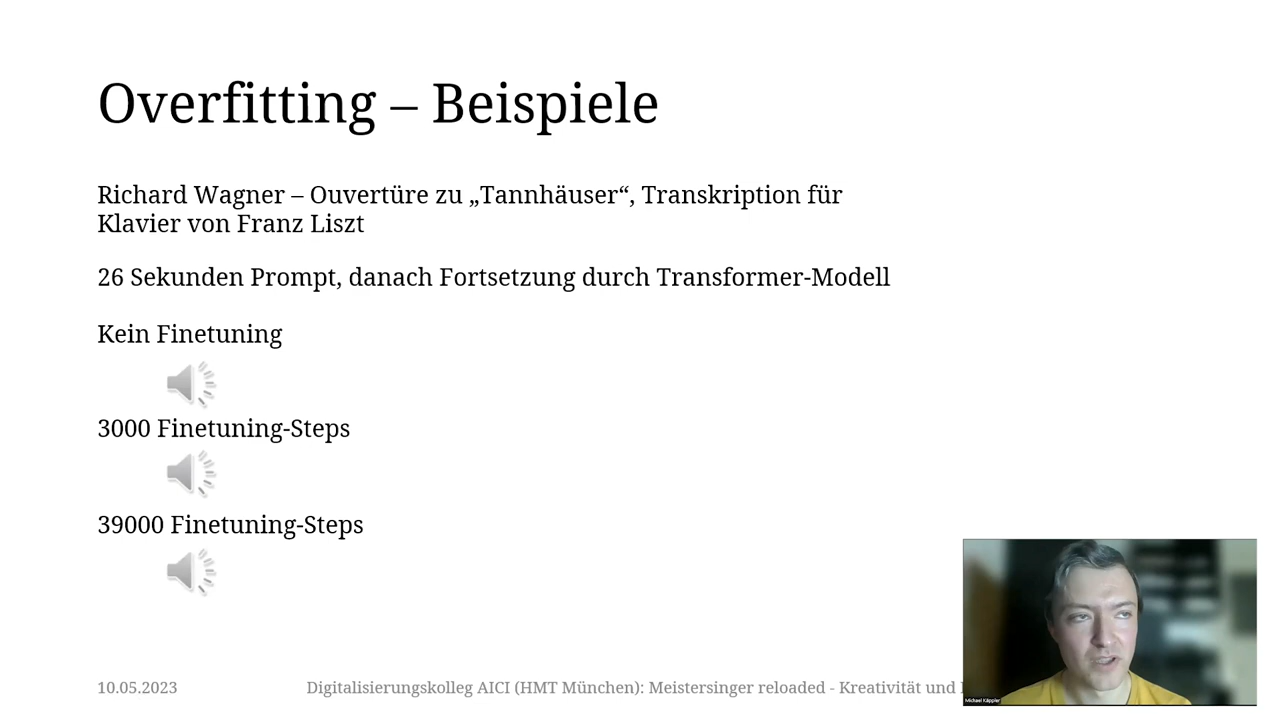 Overfitting – Beispiele
Richard Wagner – Ouvertüre zu „Tannhäuser“, Transkription für
Klavier von Franz Liszt
26 Sekunden Prompt, danach Fortsetzung durch Transformer-Modell
Kein Finetuning
3000 Finetuning-Steps
39000 Finetuning-Steps
10.05.2023
Digitalisierungskolleg AICI (HMT München): Meistersinger reloaded - Kreativität und
Michael Käppler